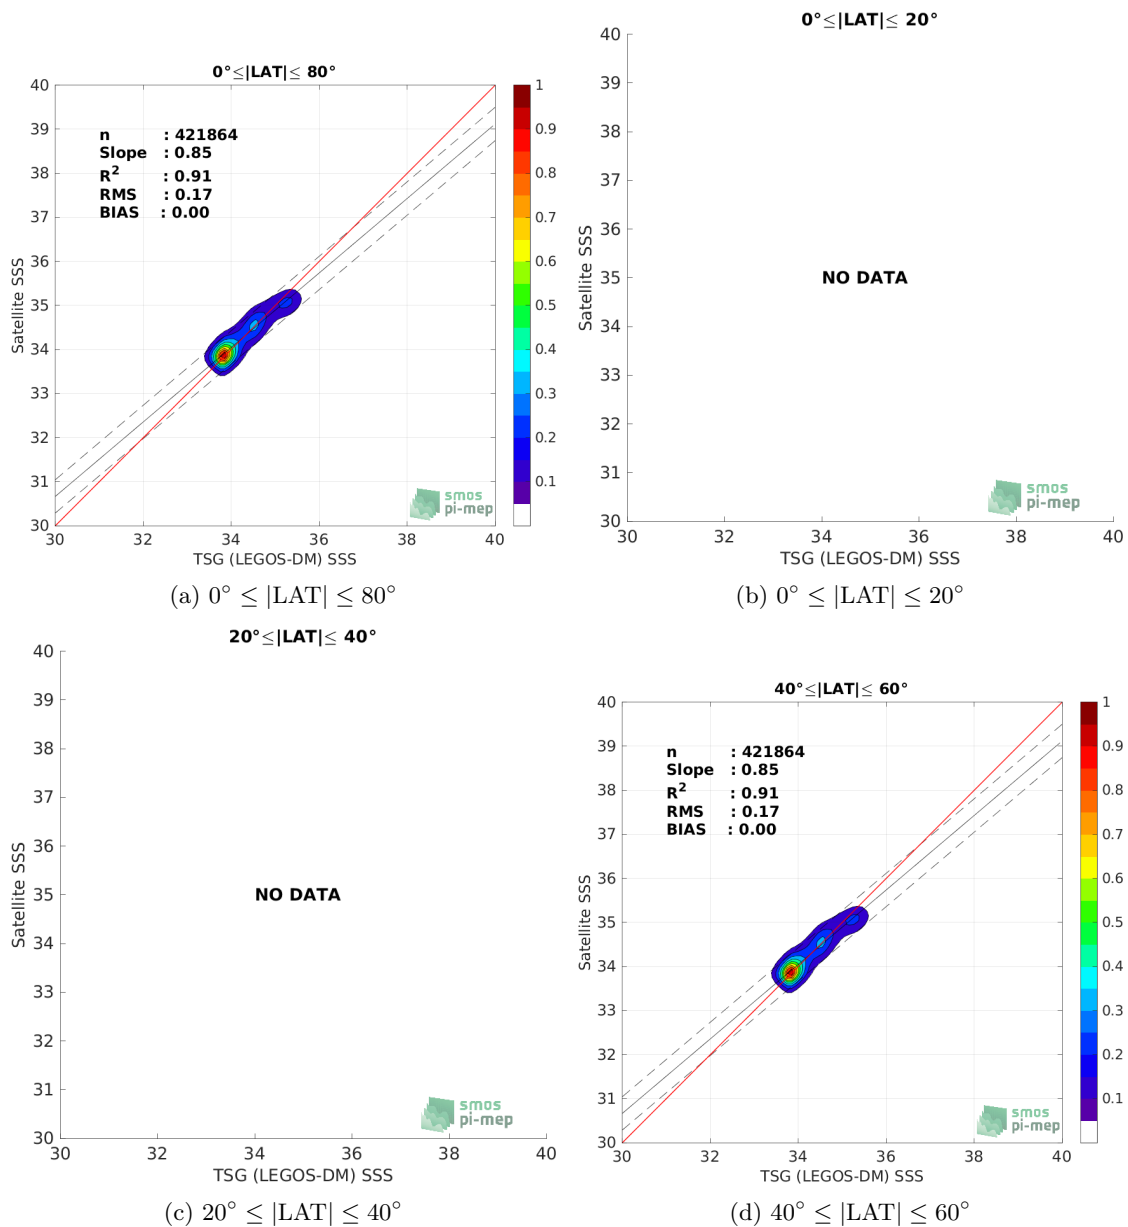 0°≤|LAT|≤ 80°
40
39
38
37
36
35
34
33
32
31
30
Satellite SSS
n : 421864
Slope : 0.85
R² : 0.91
RMS : 0.17
BIAS : 0.00
smos
pi-mep
30 32 34 36 38 40
TSG (LEGOS-DM) SSS
1
0.9
0.8
0.7
0.6
0.5
0.4
0.3
0.2
0.1
(a) 0° ≤ |LAT| ≤ 80°
0°≤|LAT|≤ 20°
40
39
38
37
36
35
34
33
32
31
30
Satellite SSS
NO DATA
smos
pi-mep
30 32 34 36 38 40
TSG (LEGOS-DM) SSS
(b) 0° ≤ |LAT| ≤ 20°
20°≤|LAT|≤ 40°
40
39
38
37
36
35
34
33
32
31
30
Satellite SSS
NO DATA
smos
pi-mep
30 32 34 36 38 40
TSG (LEGOS-DM) SSS
(c) 20° ≤ |LAT| ≤ 40°
40°≤|LAT|≤ 60°
40
39
38
37
36
35
34
33
32
31
30
Satellite SSS
n : 421864
Slope : 0.85
R² : 0.91
RMS : 0.17
BIAS : 0.00
smos
pi-mep
30 32 34 36 38 40
TSG (LEGOS-DM) SSS
1
0.9
0.8
0.7
0.6
0.5
0.4
0.3
0.2
0.1
(d) 40° ≤ |LAT| ≤ 60°